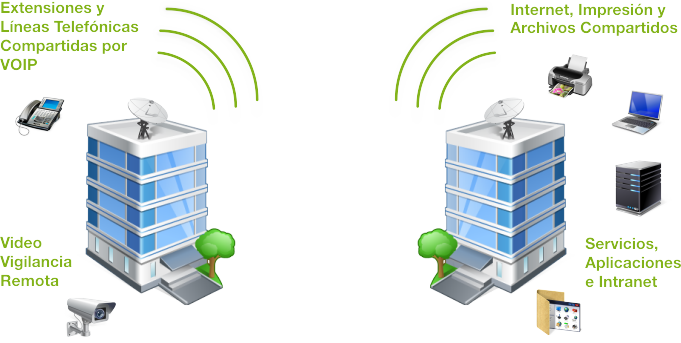 Extensiones y
Líneas Telefónicas
Compartidas por
VOIP
Internet, Impresión y
Archivos Compartidos
Video
Vigilancia
Remota
Servicios,
Aplicaciones
e Intranet